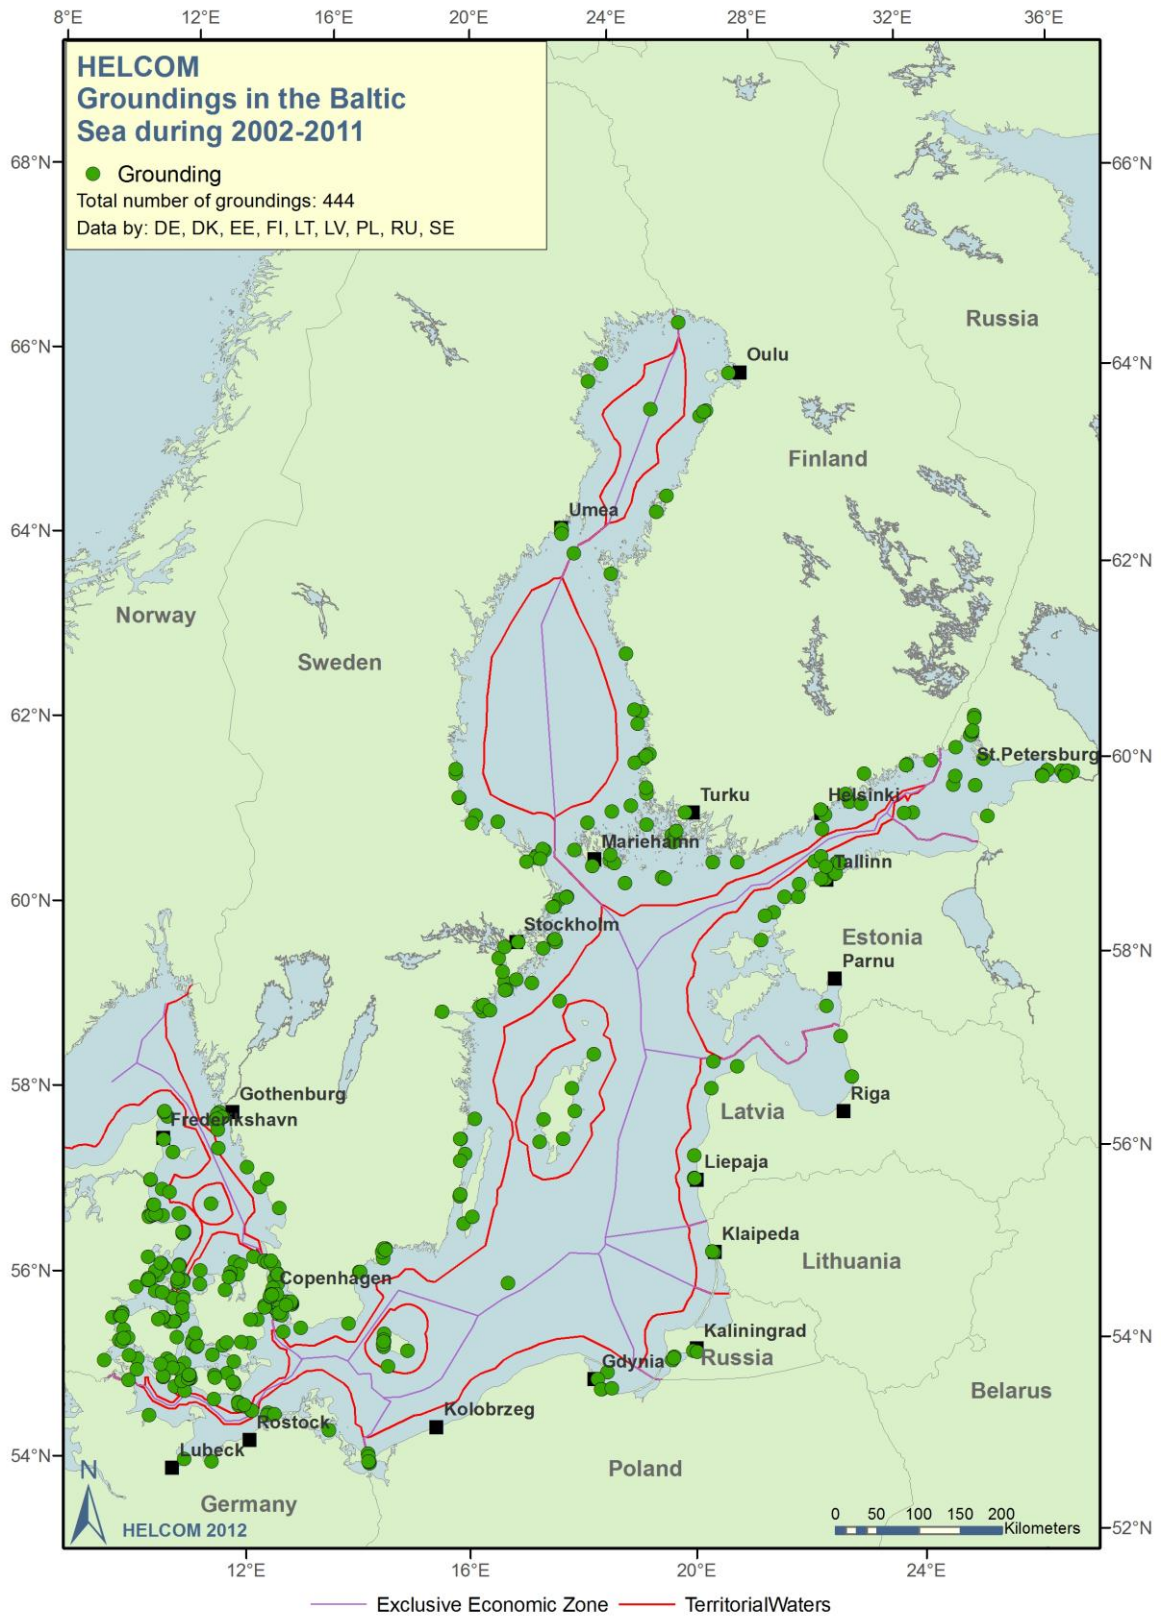 8°E 12°E 16°E 20°E 24°E 28°E 32°E 36°E
HELCOM
Groundings in the Baltic
Sea during 2002-2011
Grounding
Total number of groundings: 444
Data by: DE, DK, EE, FI, LT, LV, PL, RU, SE
68°N
66°N
Russia
66°N
Oulu
64°N
Finland
64°N
Umea
62°N
Norway
Sweden
62°N
St.Petersburg
60°N
Turku
Helsinki
Mariehamn
Tallinn
60°N
Stockholm
Estonia
58°N
Parnu
58°N
Gothenburg
Riga
Latvia
Frederikshavn
56°N
Liepaja
Klaipeda
Lithuania
56°N
Copenhagen
Kaliningrad
54°N
Gdynia
Russia
Belarus
Kolobrzeg
Rostock
54°N
Lubeck
Poland
N
Germany
0 50 100 150 200
Kilometers
HELCOM 2012
52°N
12°E 16°E 20°E 24°E
Exclusive Economic Zone TerritorialWaters